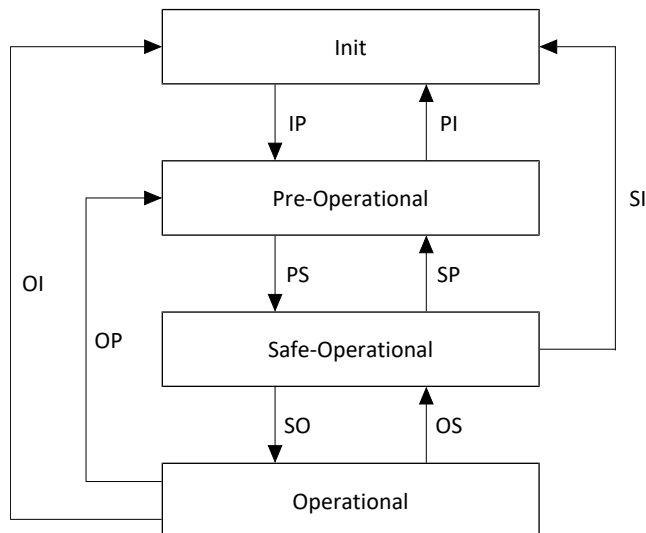 Init
IP
PI
Pre-Operational
SI
PS
SP
OI
OP
Safe-Operational
SO
OS
Operational